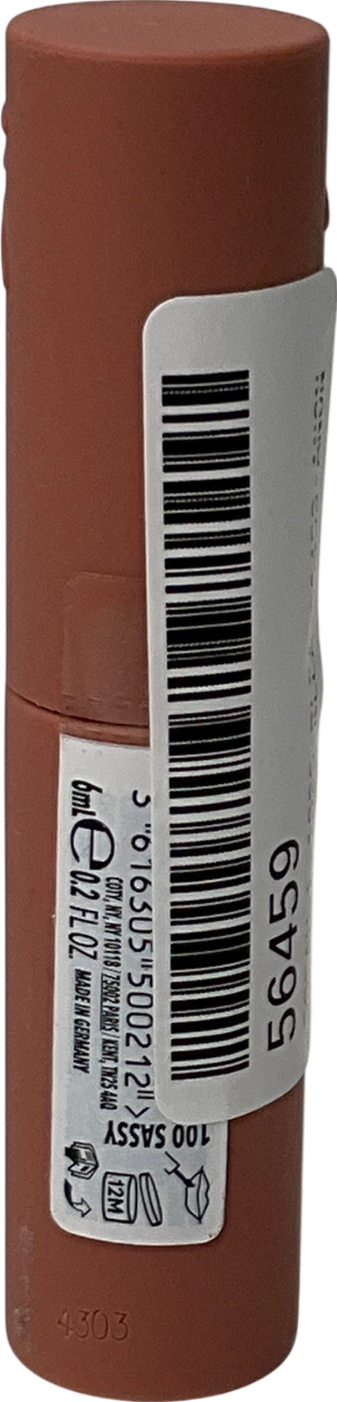 56459
3 616305 500212 >
COTY, NY, NY 10118 / 75002 PARIS / KENT, TN25 4AQ
6ml e 0.2 FL OZ MADE IN GERMANY
100 SASSY
12M
4303